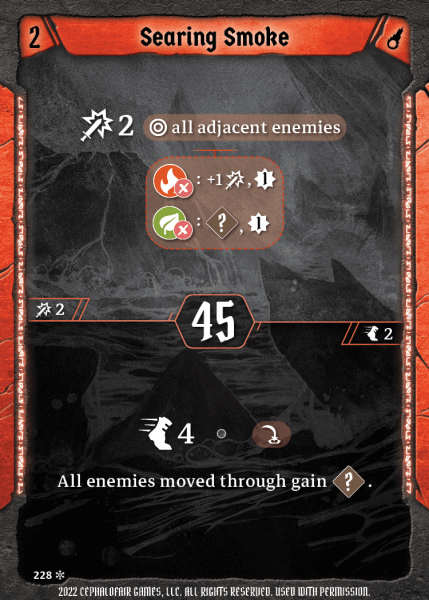 2
Searing Smoke
2 all adjacent enemies
: +1 ,
: ? ,
2
45
2
4
All enemies moved through gain ? .
228
2022 CEPHALOFAIR GAMES, LLC. ALL RIGHTS RESERVED. USED WITH PERMISSION.